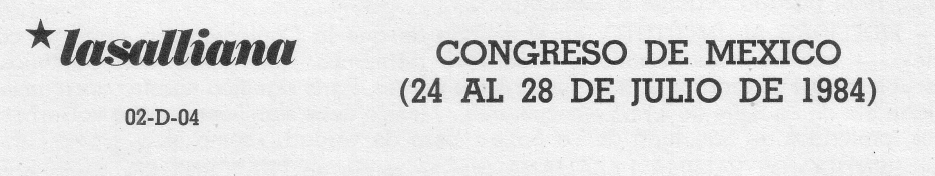 ★ lasalliana
02-D-04
CONGRESO DE MEXICO
(24 AL 28 DE JULIO DE 1984)